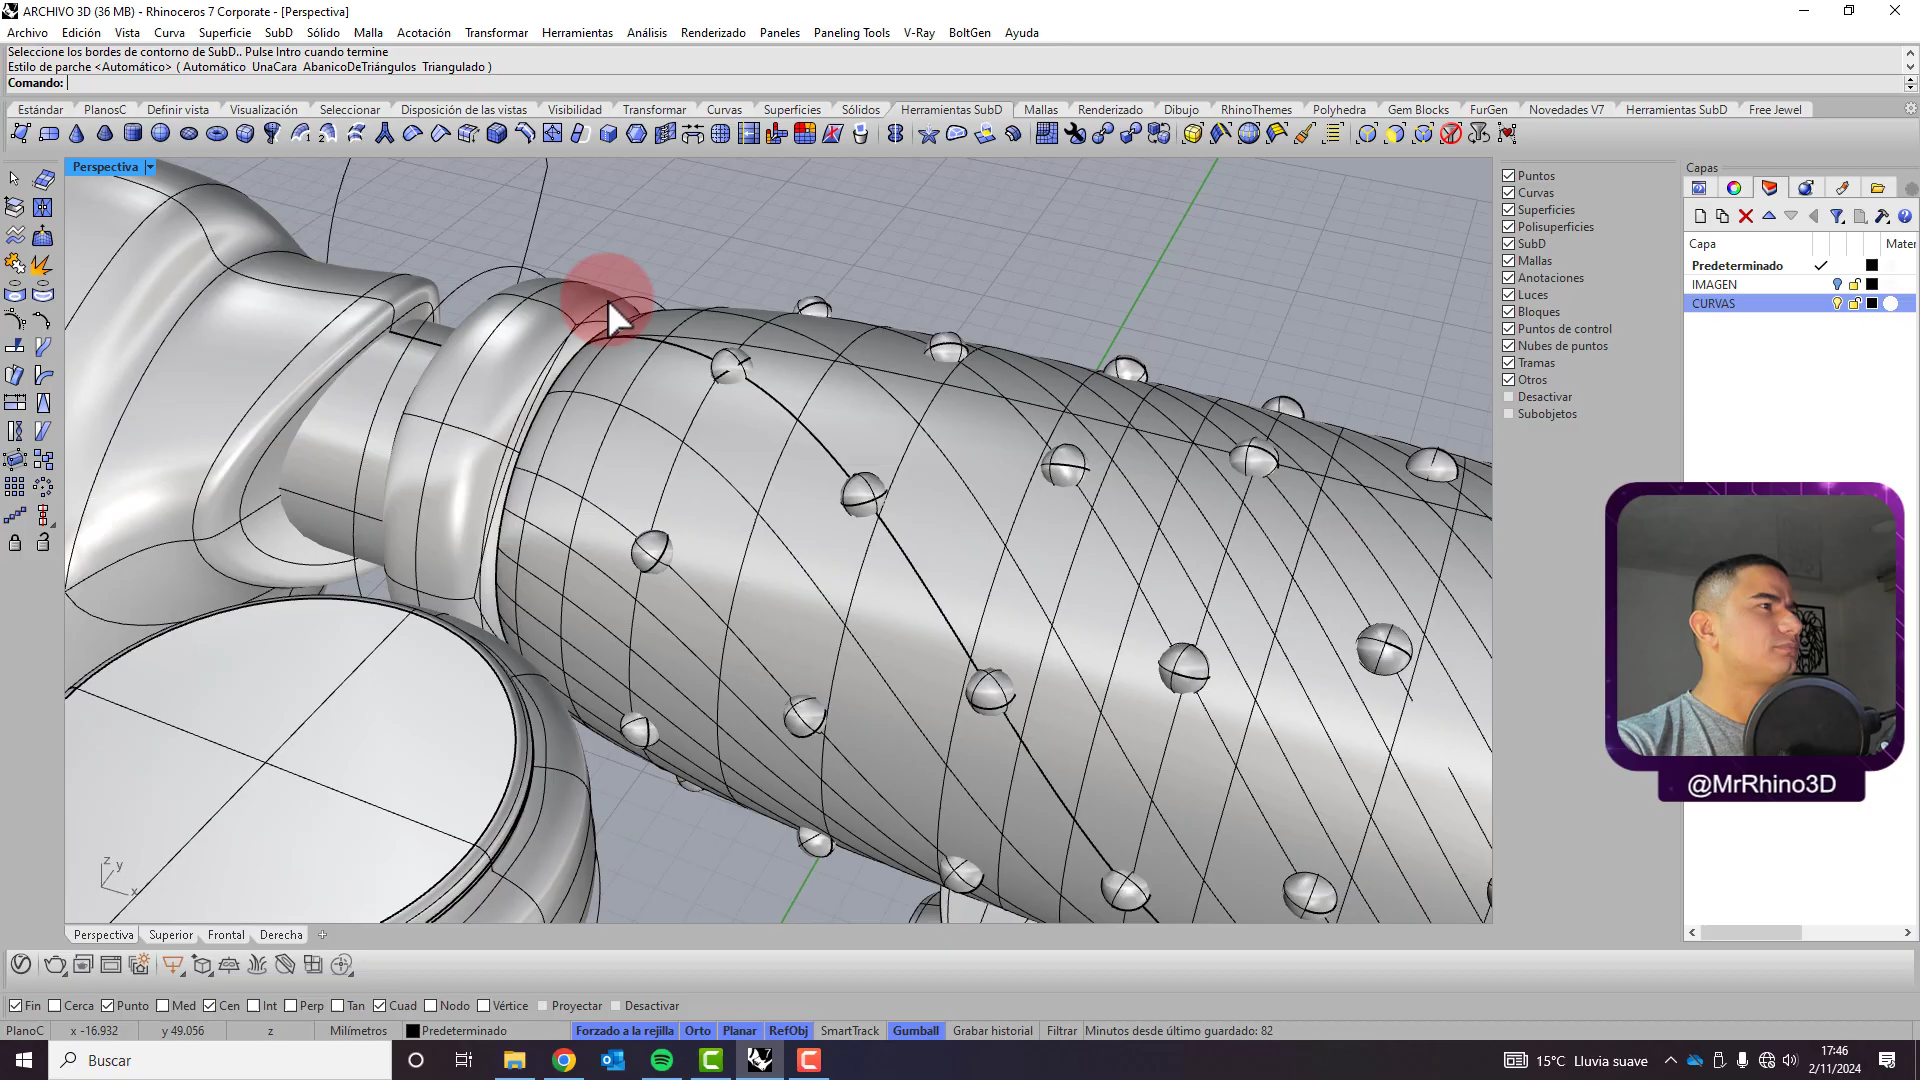 ARCHIVO 3D (36 MB) - Rhinoceros 7 Corporate - [Perspectiva]
Archivo Edición Vista Curva Superficie SubD Sólido Malla Acotación Transformar Herramientas Análisis Renderizado Paneles Paneling Tools V-Ray BoltGen Ayuda
Seleccione los bordes de contorno de SubD.. Pulse Intro cuando termine
Estilo de parche <Automático> ( Automático UnaCara AbanicoDeTriángulos Triangulado )
Comando:
Estándar PlanosC Definir vista Visualización Seleccionar Disposición de las vistas Visibilidad Transformar Curvas Superficies Sólidos Herramientas SubD Mallas Renderizado Dibujo RhinoThemes Polyhedra Gem Blocks FurGen Novedades V7 Herramientas SubD Free Jewel
Perspectiva
Puntos
Curvas
Superficies
Polisuperficies
SubD
Mallas
Anotaciones
Luces
Bloques
Puntos de control
Nubes de puntos
Tramas
Otros
Desactivar
Subobjetos
Capas
Capa Mater
Predeterminado
IMAGEN
CURVAS
@MrRhino3D
z y
x
Perspectiva Superior Frontal Derecha
Fin Cerca Punto Med Cen Int Perp Tan Cuad Nodo Vértice Proyectar Desactivar
PlanoC x -16.932 y 49.056 z Milímetros Predeterminado Forzado a la rejilla Orto Planar RefObj SmartTrack Gumball Grabar historial Filtrar Minutos desde último guardado: 82
Buscar
15°C Lluvia suave
17:46
2/11/2024